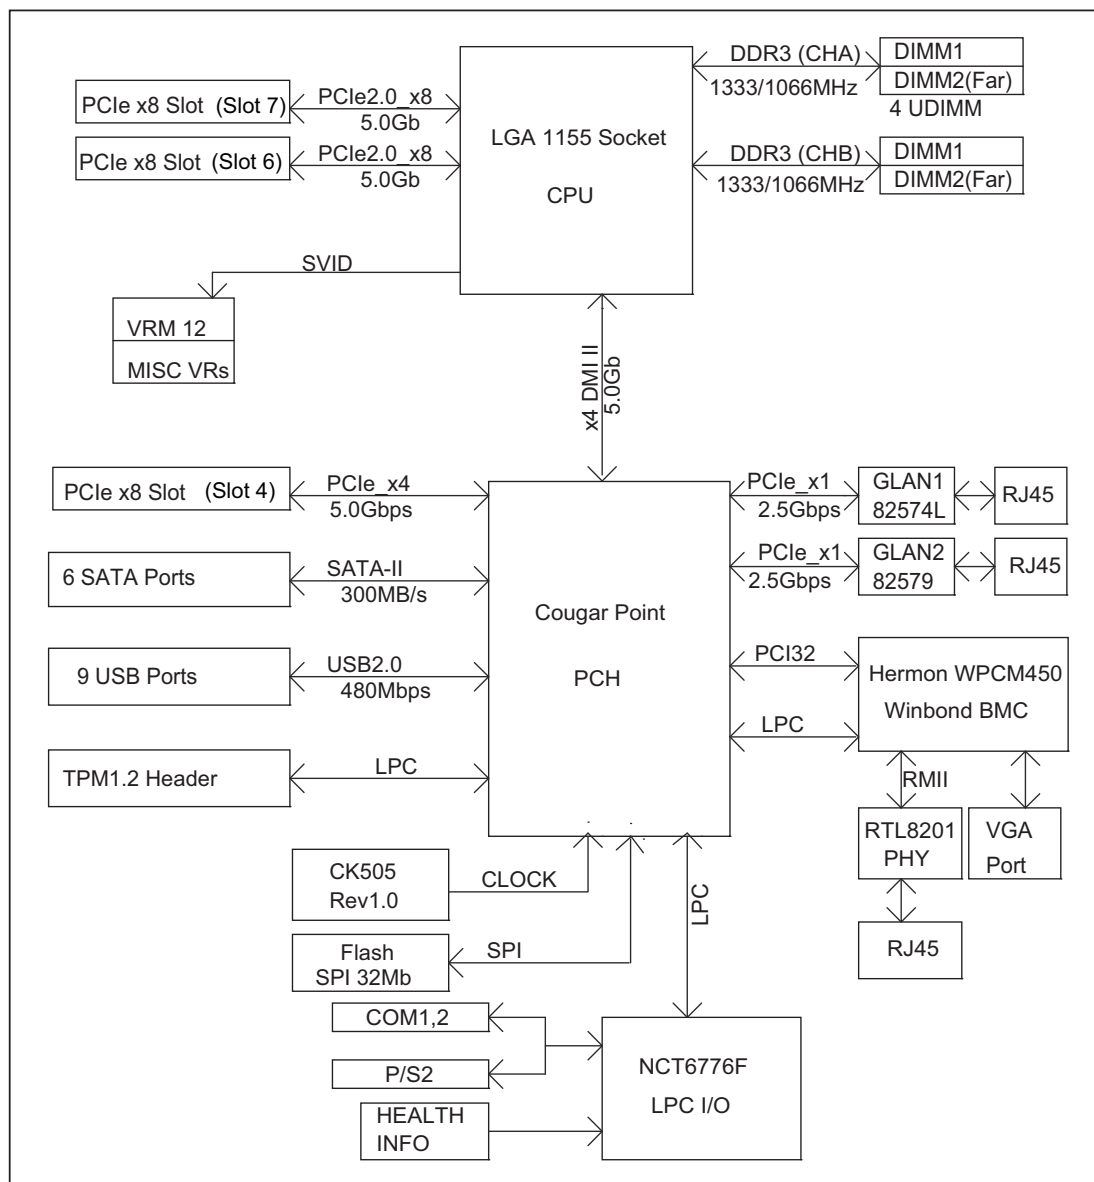 PCIe x8 Slot (Slot 7)
PCIe2.0_x8
5.0Gb
PCIe x8 Slot (Slot 6)
PCIe2.0_x8
5.0Gb
LGA 1155 Socket
CPU
DDR3 (CHA)
1333/1066MHz
DIMM1
DIMM2(Far)
4 UDIMM
DDR3 (CHB)
1333/1066MHz
DIMM1
DIMM2(Far)
SVID
VRM 12
MISC VRs
x4 DMI II
5.0Gb
PCIe x8 Slot (Slot 4)
PCIe_x4
5.0Gbps
6 SATA Ports
SATA-II
300MB/s
9 USB Ports
USB2.0
480Mbps
TPM1.2 Header
LPC
Cougar Point
PCH
PCIe_x1
2.5Gbps
GLAN1
82574L
RJ45
PCIe_x1
2.5Gbps
GLAN2
82579
RJ45
PCI32
LPC
Hermon WPCM450
Winbond BMC
RMII
RTL8201
PHY
VGA
Port
RJ45
CK505
Rev1.0
CLOCK
Flash
SPI 32Mb
SPI
LPC
COM1,2
P/S2
HEALTH
INFO
NCT6776F
LPC I/O